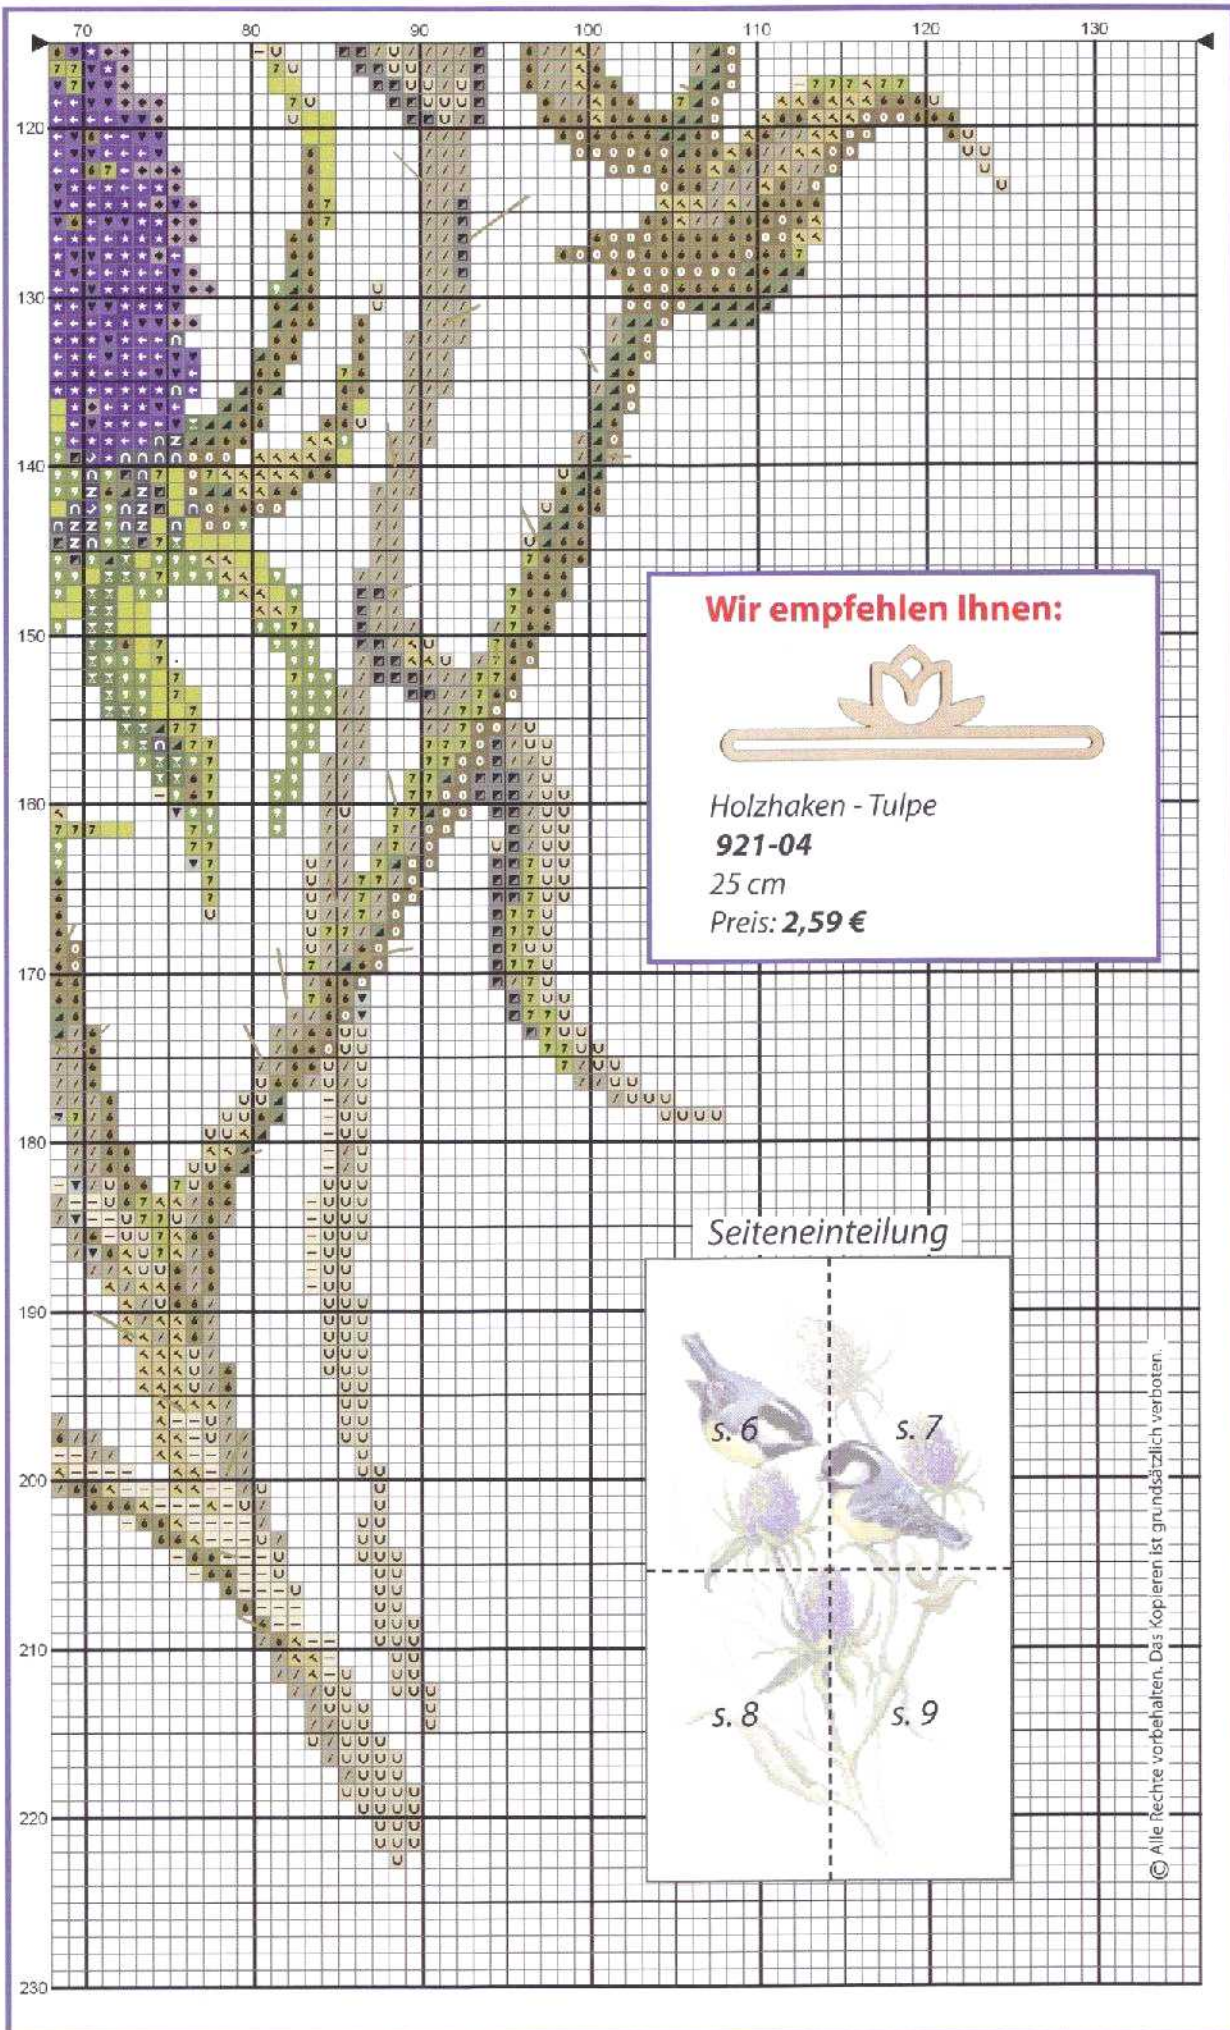 70 80 90 100 110 120 130
120
130
140
150
160
170
180
190
200
210
220
230
Wir empfehlen Ihnen:
Holzhaken - Tulpe
921-04
25 cm
Preis: 2,59 €
Seiteneinteilung
s. 6 s. 7
s. 8 s. 9
© Alle Rechte vorbehalten. Das Kopieren ist grundsätzlich verboten.